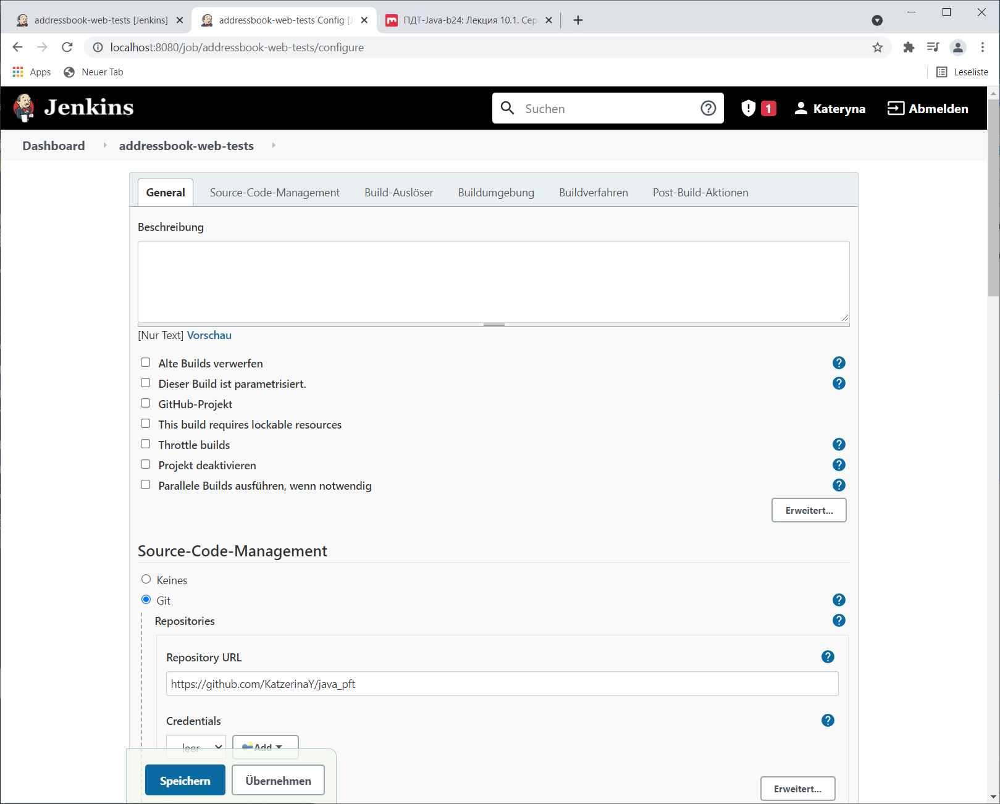 addressbook-web-tests [Jenkins]
addressbook-web-tests Config [J
ПДТ-Java-b24: Лекция 10.1. Сер
localhost:8080/job/addressbook-web-tests/configure
Apps
Neuer Tab
Leseliste
Jenkins
Suchen
1
Kateryna
Abmelden
Dashboard
addressbook-web-tests
General
Source-Code-Management
Build-Auslöser
Buildumgebung
Buildverfahren
Post-Build-Aktionen
Beschreibung
[Nur Text] Vorschau
Alte Builds verwerfen
Dieser Build ist parametrisiert.
GitHub-Projekt
This build requires lockable resources
Throttle builds
Projekt deaktivieren
Parallele Builds ausführen, wenn notwendig
Erweitert...
Source-Code-Management
Keines
Git
Repositories
Repository URL
https://github.com/KatzerinaY/java_pft
Credentials
leer
Add
Speichern
Übernehmen
Erweitert...